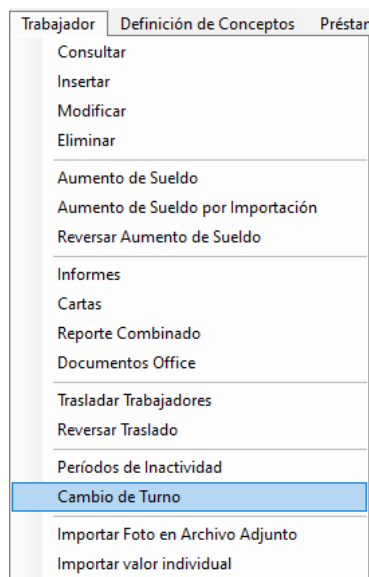 Trabajador Definición de Conceptos Préstar
Consultar
Insertar
Modificar
Eliminar
Aumento de Sueldo
Aumento de Sueldo por Importación
Reversar Aumento de Sueldo
Informes
Cartas
Reporte Combinado
Documentos Office
Trasladar Trabajadores
Reversar Traslado
Períodos de Inactividad
Cambio de Turno
Importar Foto en Archivo Adjunto
Importar valor individual